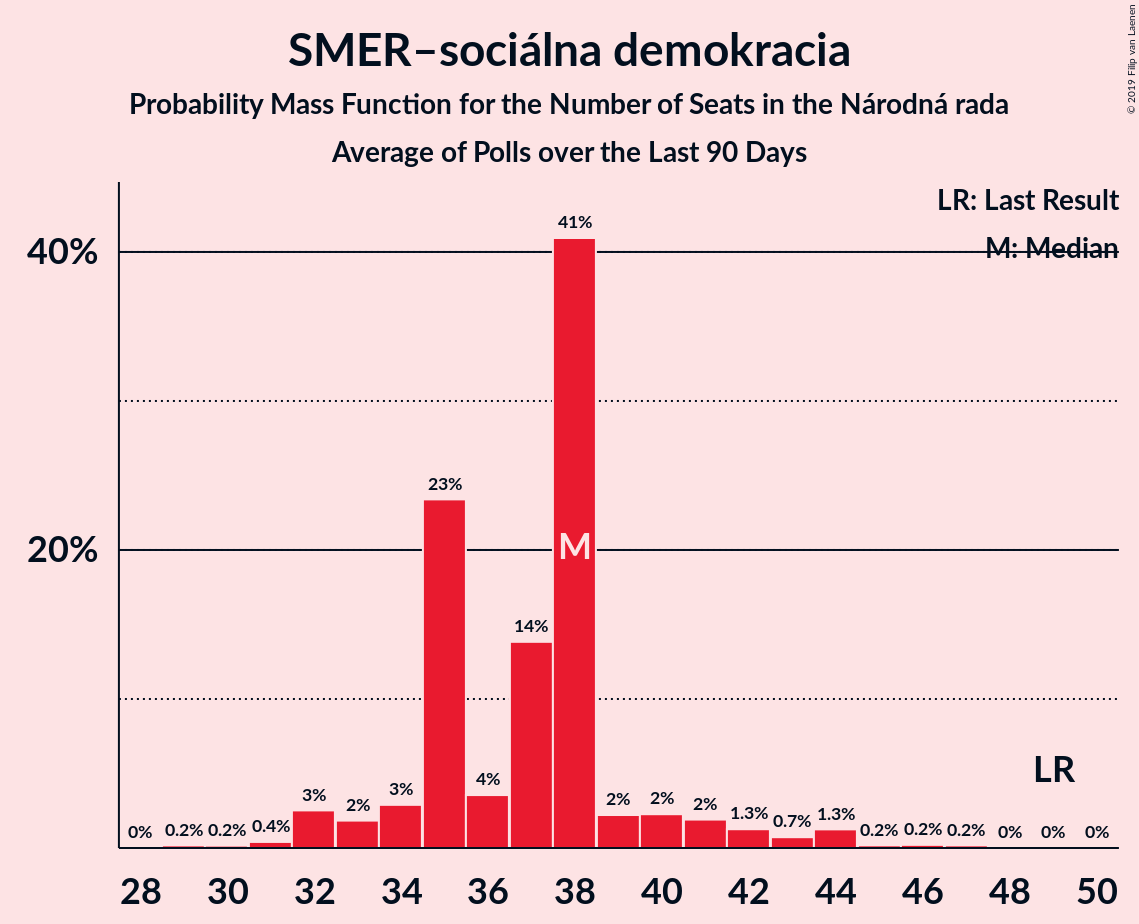 SMER–sociálna demokracia
Probability Mass Function for the Number of Seats in the Národná rada
Average of Polls over the Last 90 Days
© 2019 Filip van Laenen
LR: Last Result
M: Median
40%
20%
0% 0.2% 0.2% 0.4% 3% 2% 3% 23% 4% 14% 41% 2% 2% 2% 1.3% 0.7% 1.3% 0.2% 0.2% 0.2% 0% 0% 0%
M
LR
28 30 32 34 36 38 40 42 44 46 48 50